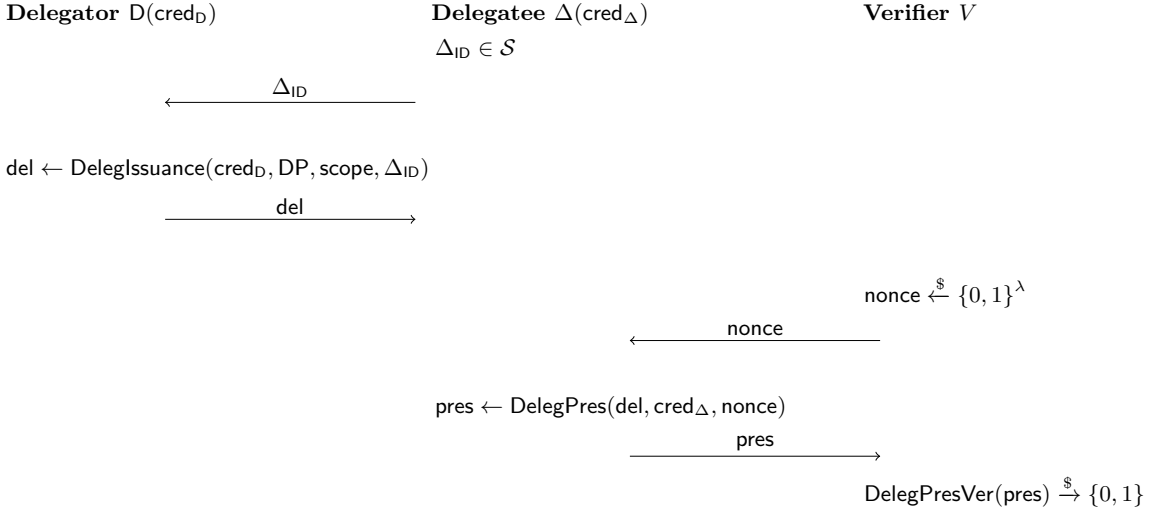 Delegator D(cred_D) Delegatee Δ(cred_Δ) Verifier V
Δ_ID ∈ 𝒮
Δ_ID
del ← DelegIssuance(cred_D, DP, scope, Δ_ID)
del
nonce ←$ {0, 1}^λ
nonce
pres ← DelegPres(del, cred_Δ, nonce)
pres
DelegPresVer(pres) →$ {0, 1}